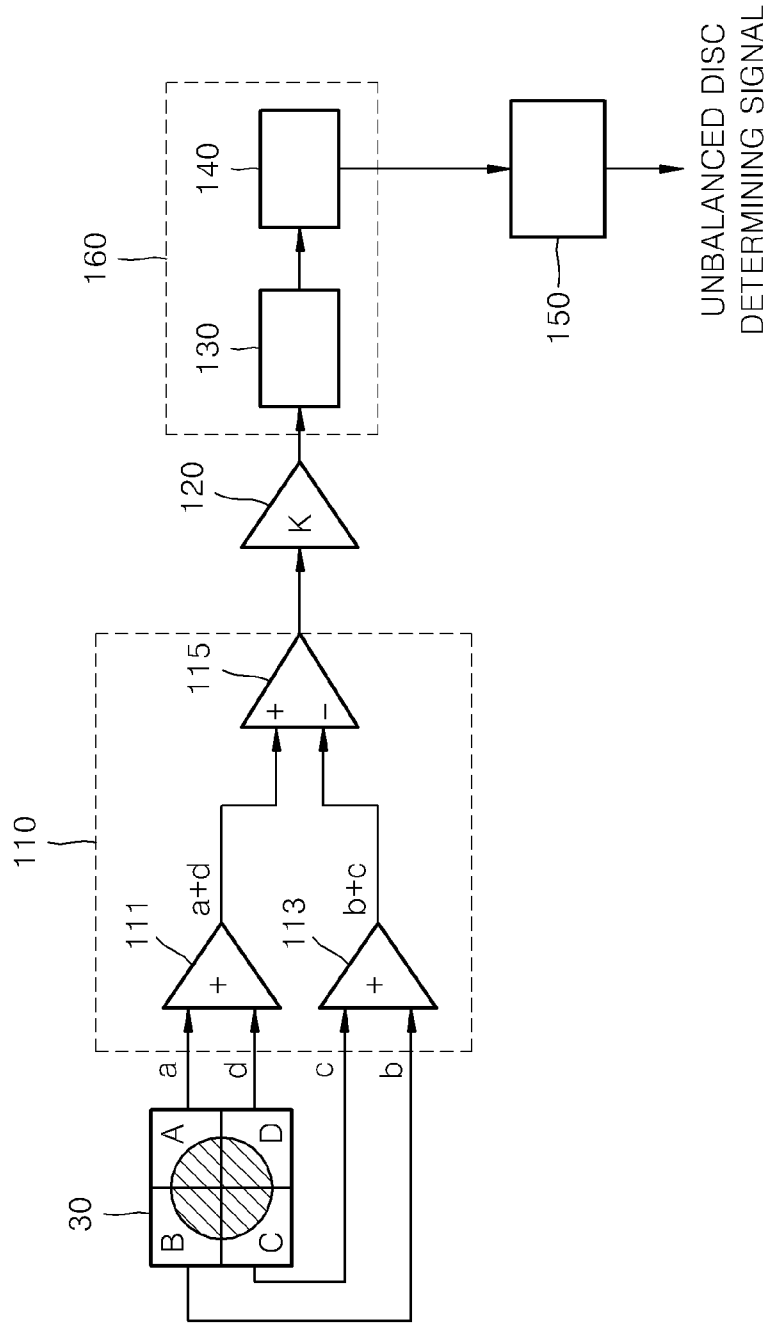 30
B
A
C
D
a
d
c
b
110
111
+
a+d
113
+
b+c
115
+
−
120
K
160
130
140
150
UNBALANCED DISC
DETERMINING SIGNAL